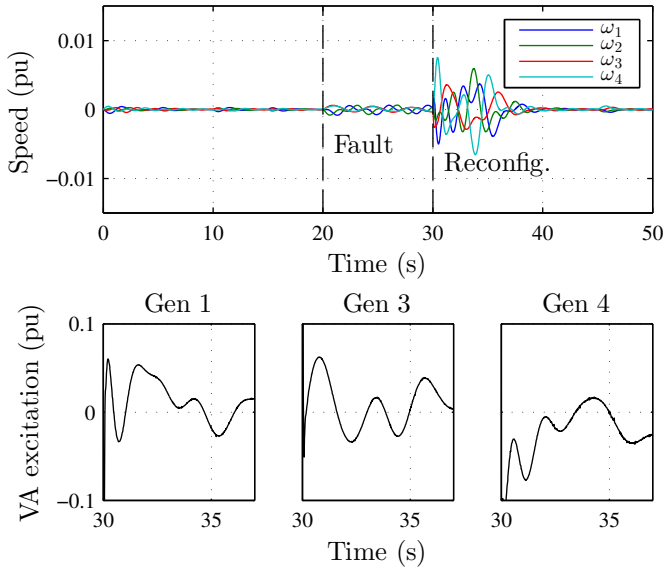 0.01
0
−0.01
Speed (pu)
ω1
ω2
ω3
ω4
Fault
Reconfig.
0 10 20 30 40 50
Time (s)
Gen 1 Gen 3 Gen 4
VA excitation (pu)
0.1
0
−0.1
30 35 30 35 30 35
Time (s)